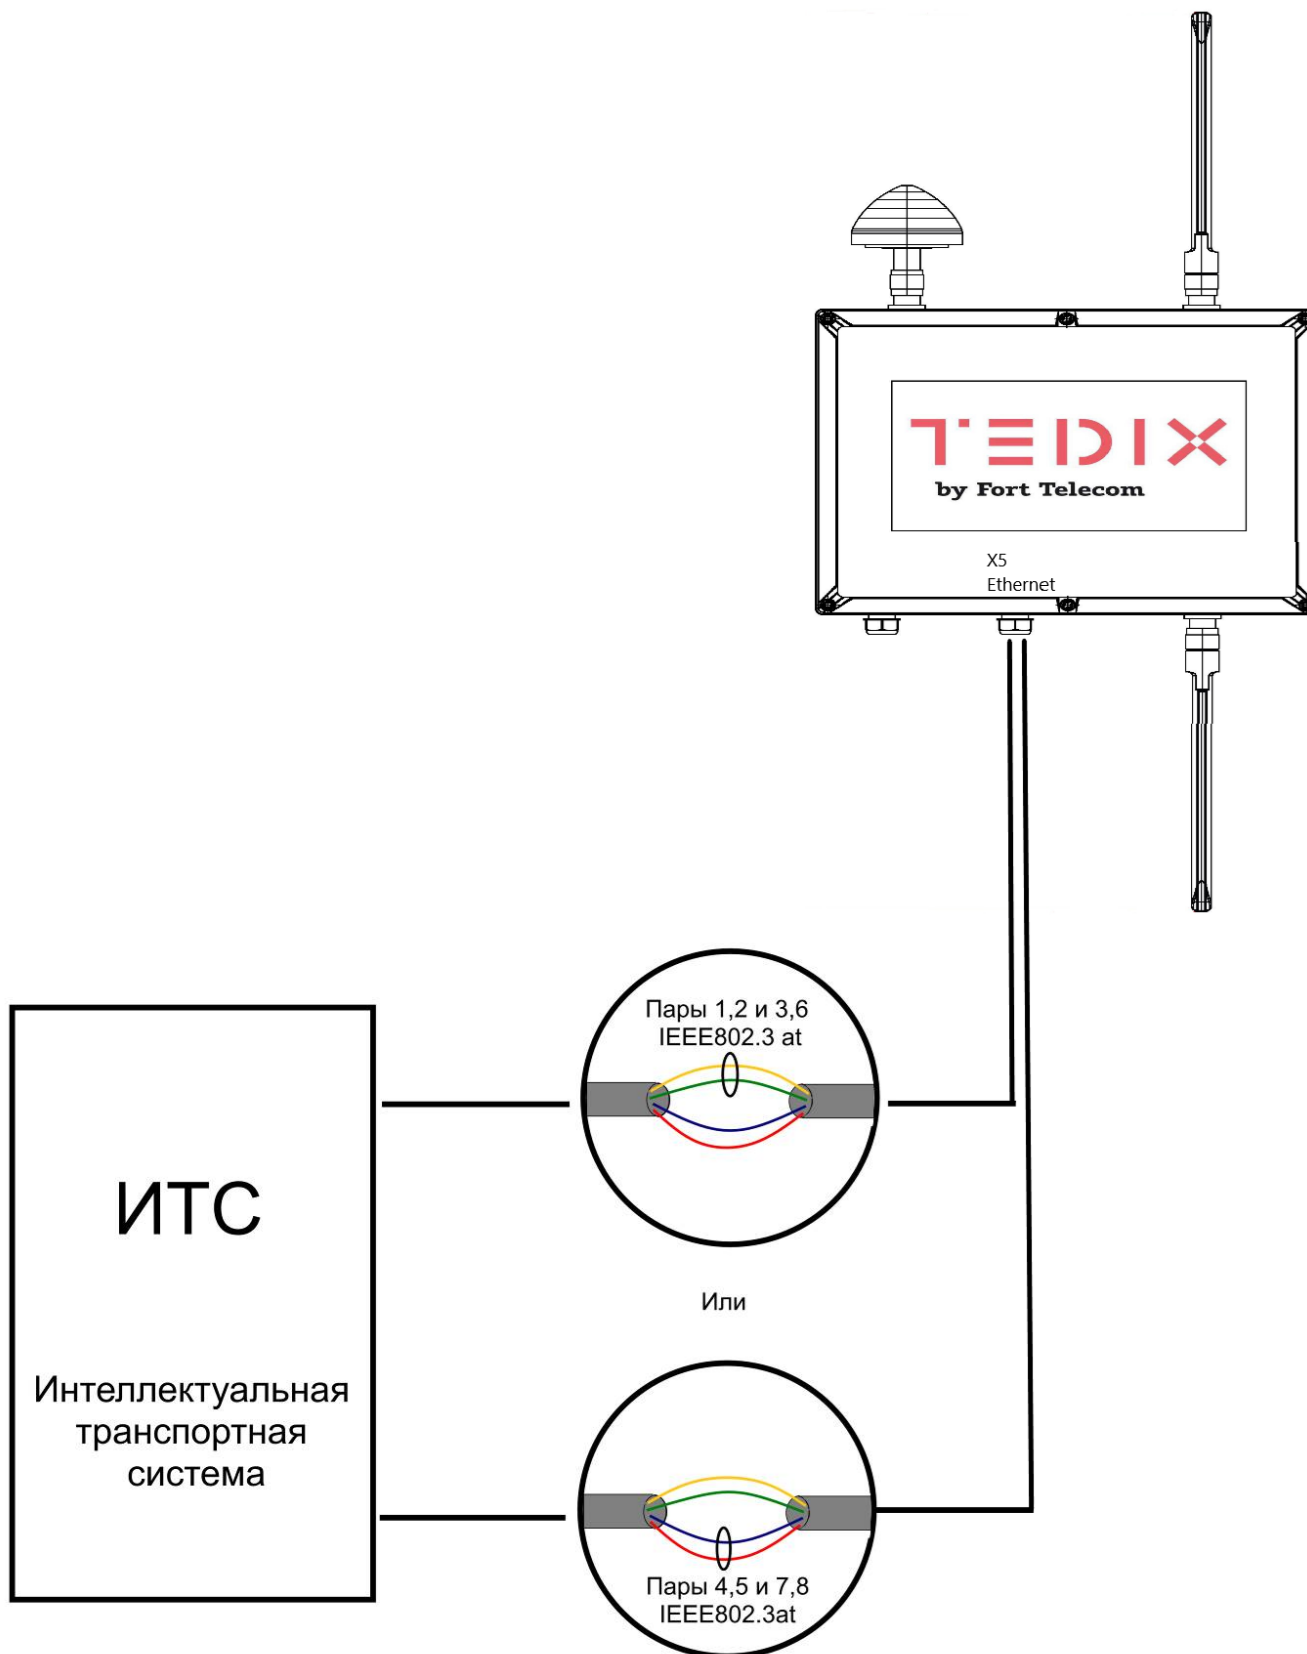 TEDIX
by Fort Telecom
X5
Ethernet
Пары 1,2 и 3,6
IEEE802.3 at
ИТС
Или
Интеллектуальная
транспортная
система
Пары 4,5 и 7,8
IEEE802.3at